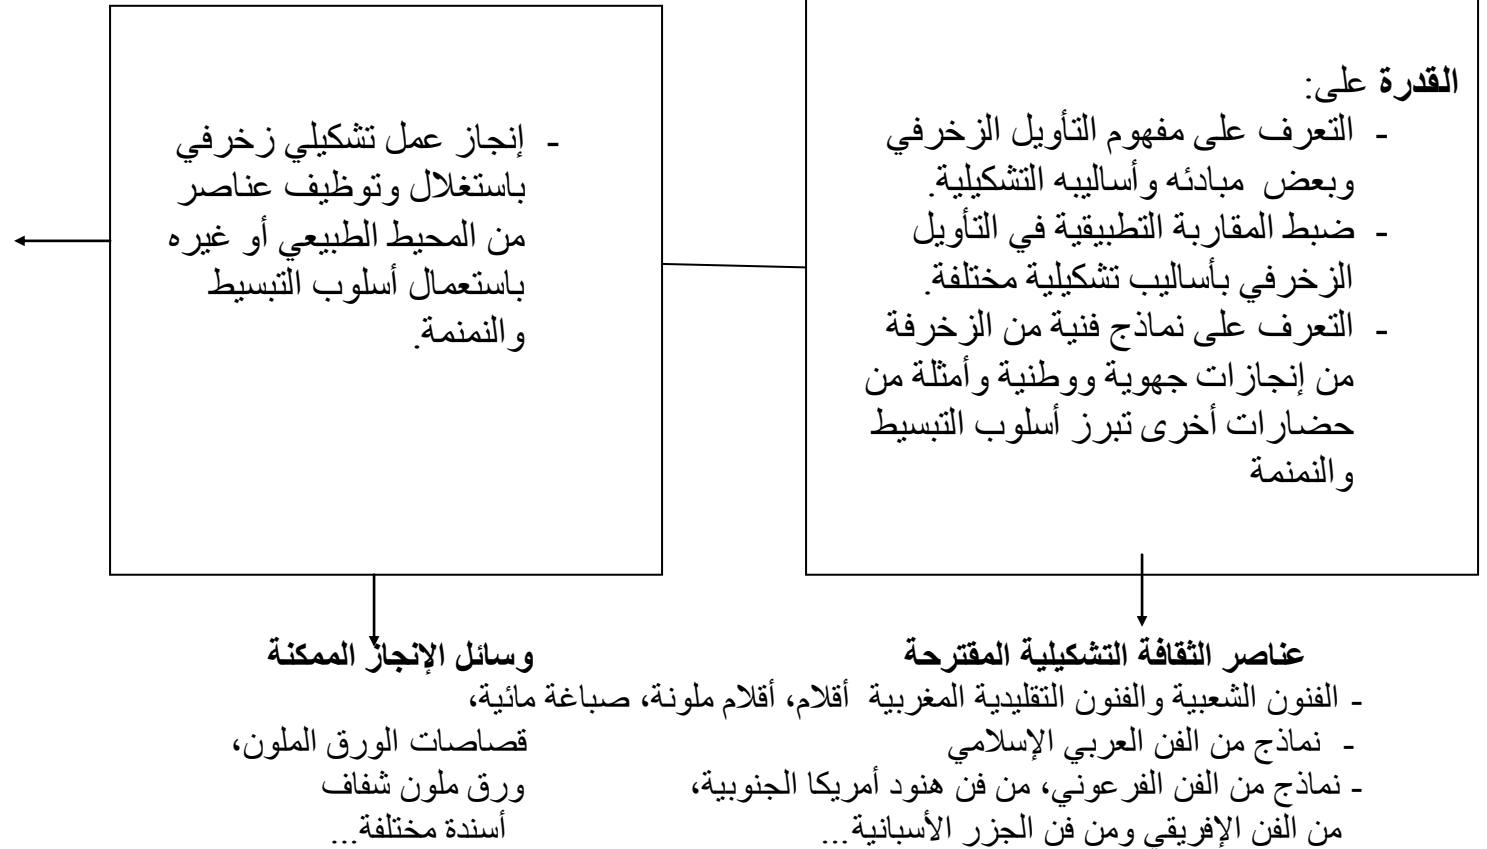 القدرة على:
- التعرف على مفهوم التأويل الزخرفي
وبعض مبادئه وأساليبه التشكيلية.
- ضبط المقاربة التطبيقية في التأويل
الزخرفي بأساليب تشكيلية مختلفة.
- التعرف على نماذج فنية من الزخرفة
من إنجازات جهوية ووطنية وأمثلة من
حضارات أخرى تبرز أسلوب التبسيط
والنمنمة
- إنجاز عمل تشكيلي زخرفي
باستغلال وتوظيف عناصر
من المحيط الطبيعي أو غيره
باستعمال أسلوب التبسيط
والنمنمة.
عناصر الثقافة التشكيلية المقترحة
- الفنون الشعبية والفنون التقليدية المغربية
- نماذج من الفن العربي الإسلامي
- نماذج من الفن الفرعوني، من فن هنود أمريكا الجنوبية،
من الفن الإفريقي ومن فن الجزر الأسبانية...
وسائل الإنجاز الممكنة
أقلام، أقلام ملونة، صباغة مائية،
قصاصات الورق الملون،
ورق ملون شفاف
أسندة مختلفة...